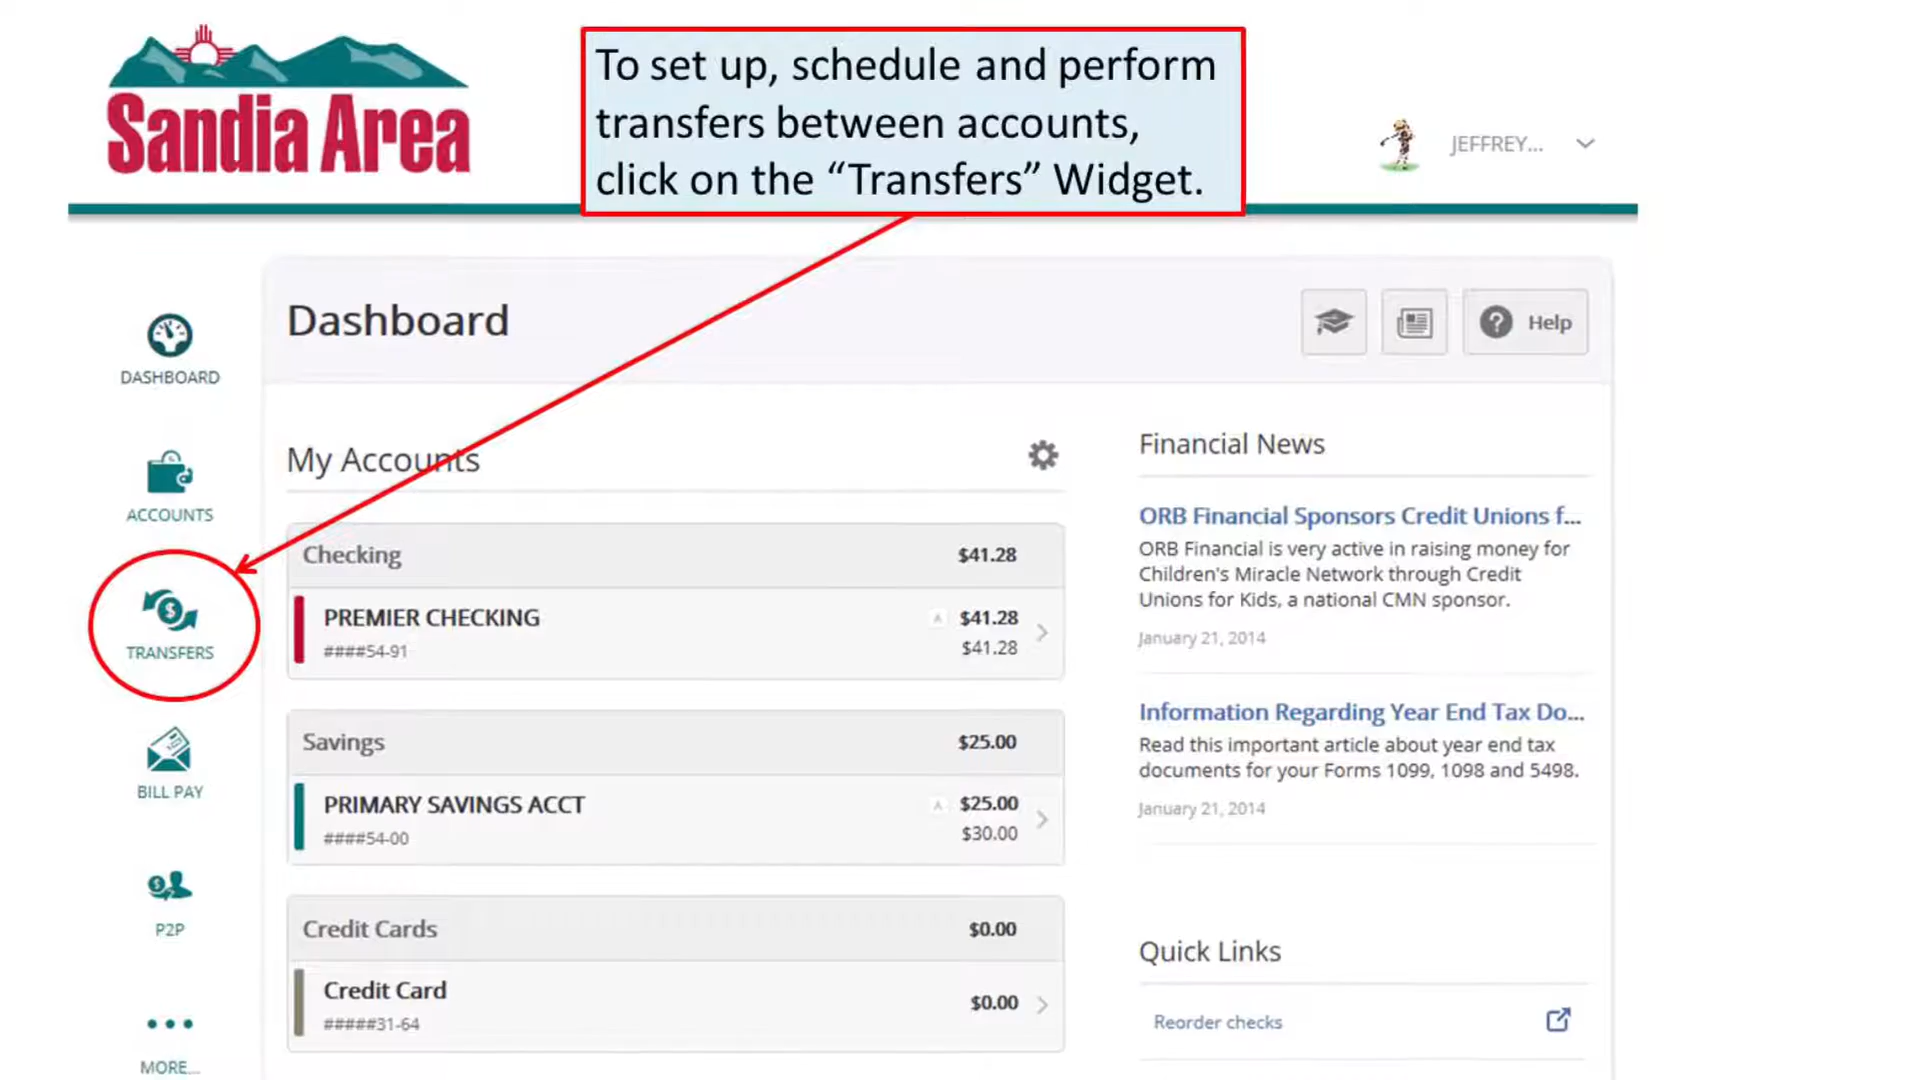 Sandia Area
To set up, schedule and perform
transfers between accounts,
click on the “Transfers” Widget.
JEFFREY...
DASHBOARD
ACCOUNTS
TRANSFERS
BILL PAY
P2P
MORE...
Dashboard
Help
My Accounts
Checking $41.28
PREMIER CHECKING A $41.28
####54-91 $41.28
Savings $25.00
PRIMARY SAVINGS ACCT A $25.00
####54-00 $30.00
Credit Cards $0.00
Credit Card $0.00
#####31-64
Financial News
ORB Financial Sponsors Credit Unions f...
ORB Financial is very active in raising money for
Children's Miracle Network through Credit
Unions for Kids, a national CMN sponsor.
January 21, 2014
Information Regarding Year End Tax Do...
Read this important article about year end tax
documents for your Forms 1099, 1098 and 5498.
January 21, 2014
Quick Links
Reorder checks